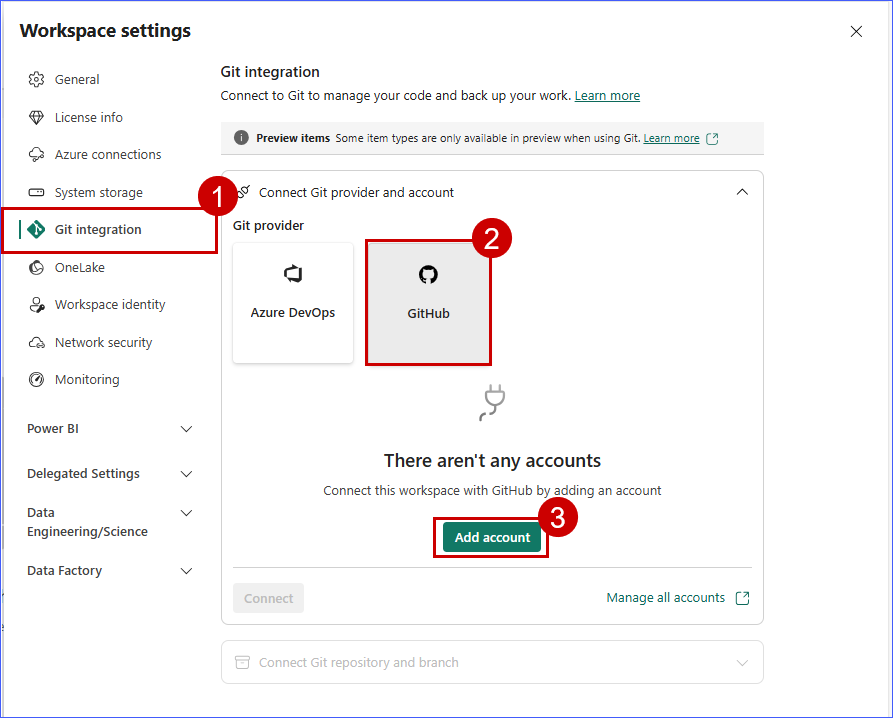 Workspace settings
General
License info
Azure connections
System storage
1
Git integration
OneLake
Workspace identity
Network security
Monitoring
Power BI
Delegated Settings
Data
Engineering/Science
Data Factory
Git integration
Connect to Git to manage your code and back up your work. Learn more
Preview items Some item types are only available in preview when using Git. Learn more
Connect Git provider and account
Git provider
Azure DevOps
2
GitHub
There aren't any accounts
Connect this workspace with GitHub by adding an account
3
Add account
Connect
Manage all accounts
Connect Git repository and branch